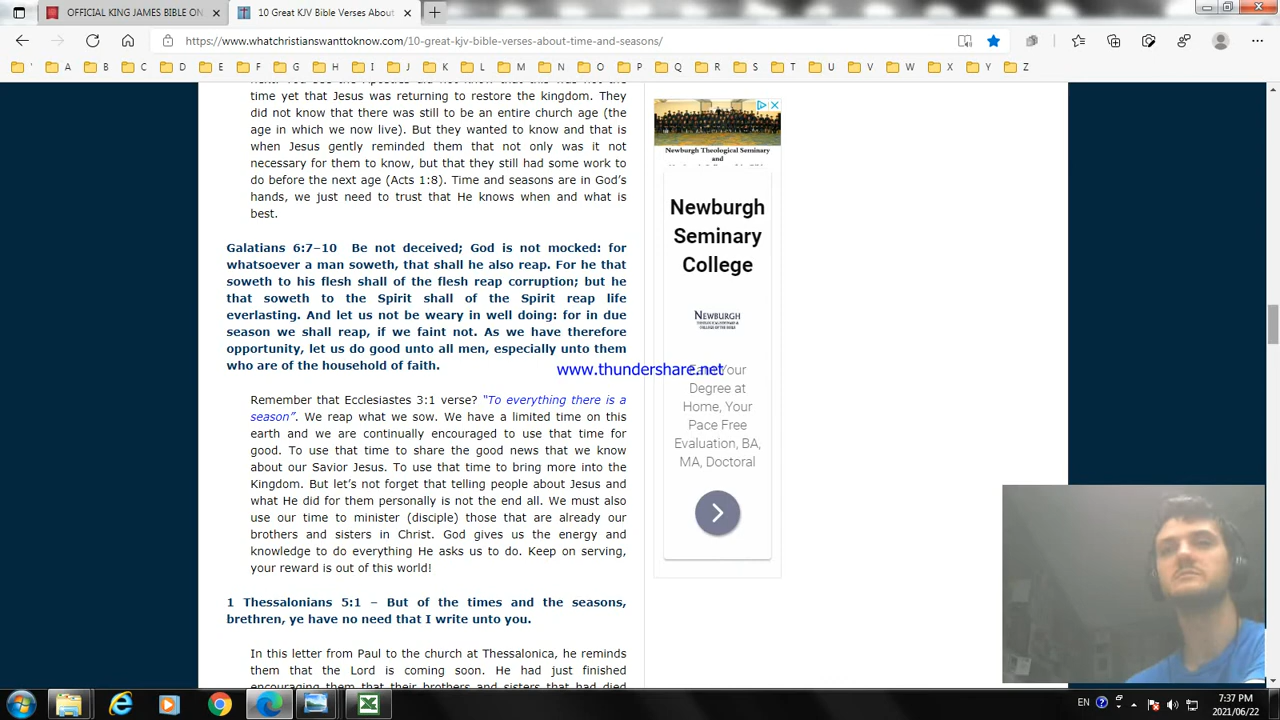 OFFICIAL KING JAMES BIBLE ON
10 Great KJV Bible Verses About
https://www.whatchristianswanttoknow.com/10-great-kjv-bible-verses-about-time-and-seasons/
' A B C D E F G H I J K L M N O P Q R S T U V W X Y Z
time yet that Jesus was returning to restore the kingdom. They
did not know that there was still to be an entire church age (the
age in which we now live). But they wanted to know and that is
when Jesus gently reminded them that not only was it not
necessary for them to know, but that they still had some work to
do before the next age (Acts 1:8). Time and seasons are in God's
hands, we just need to trust that He knows when and what is
best.
Galatians 6:7–10 Be not deceived; God is not mocked: for
whatsoever a man soweth, that shall he also reap. For he that
soweth to his flesh shall of the flesh reap corruption; but he
that soweth to the Spirit shall of the Spirit reap life
everlasting. And let us not be weary in well doing: for in due
season we shall reap, if we faint not. As we have therefore
opportunity, let us do good unto all men, especially unto them
who are of the household of faith.
Remember that Ecclesiastes 3:1 verse? "To everything there is a
season". We reap what we sow. We have a limited time on this
earth and we are continually encouraged to use that time for
good. To use that time to share the good news that we know
about our Savior Jesus. To use that time to bring more into the
Kingdom. But let's not forget that telling people about Jesus and
what He did for them personally is not the end all. We must also
use our time to minister (disciple) those that are already our
brothers and sisters in Christ. God gives us the energy and
knowledge to do everything He asks us to do. Keep on serving,
your reward is out of this world!
1 Thessalonians 5:1 – But of the times and the seasons,
brethren, ye have no need that I write unto you.
In this letter from Paul to the church at Thessalonica, he reminds
them that the Lord is coming soon. He had just finished
encouraging them that their brothers and sisters that had died
Newburgh Theological Seminary
and
Newburgh
Seminary
College
NEWBURGH
www.thundershare.net
Your
Degree at
Home, Your
Pace Free
Evaluation, BA,
MA, Doctoral
EN
7:37 PM
2021/06/22